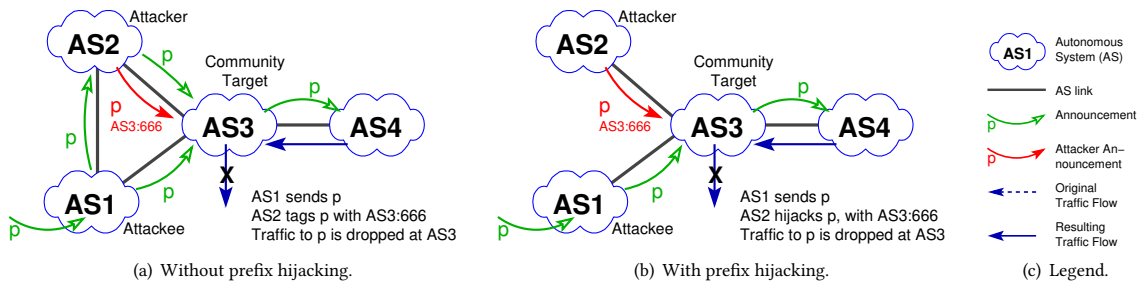 Attacker
AS2
p
p
Community
Target
p
AS3:666
p
p
AS3
AS4
p
X
AS1
p
Attackee
AS1 sends p
AS2 tags p with AS3:666
Traffic to p is dropped at AS3
(a) Without prefix hijacking.
Attacker
AS2
Community
Target
p
AS3:666
p
AS3
AS4
p
X
AS1
p
Attackee
AS1 sends p
AS2 hijacks p, with AS3:666
Traffic to p is dropped at AS3
(b) With prefix hijacking.
AS1
Autonomous
System (AS)
AS link
p
Announcement
p
Attacker An-
nouncement
Original
Traffic Flow
Resulting
Traffic Flow
(c) Legend.